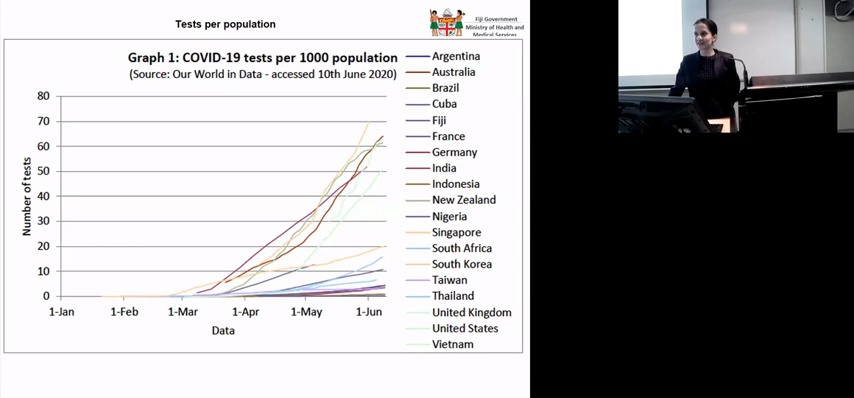 Tests per population
Fiji Government
Ministry of Health and
Medical Services
Graph 1: COVID-19 tests per 1000 population
(Source: Our World in Data - accessed 10th June 2020)
Number of tests
80
70
60
50
40
30
20
10
0
1-Jan
1-Feb
1-Mar
1-Apr
1-May
1-Jun
Data
Argentina
Australia
Brazil
Cuba
Fiji
France
Germany
India
Indonesia
New Zealand
Nigeria
Singapore
South Africa
South Korea
Taiwan
Thailand
United Kingdom
United States
Vietnam